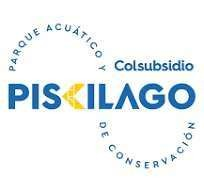 PARQUE ACUÁTICO Y
Colsubsidio
PISCILAGO
DE CONSERVACIÓN